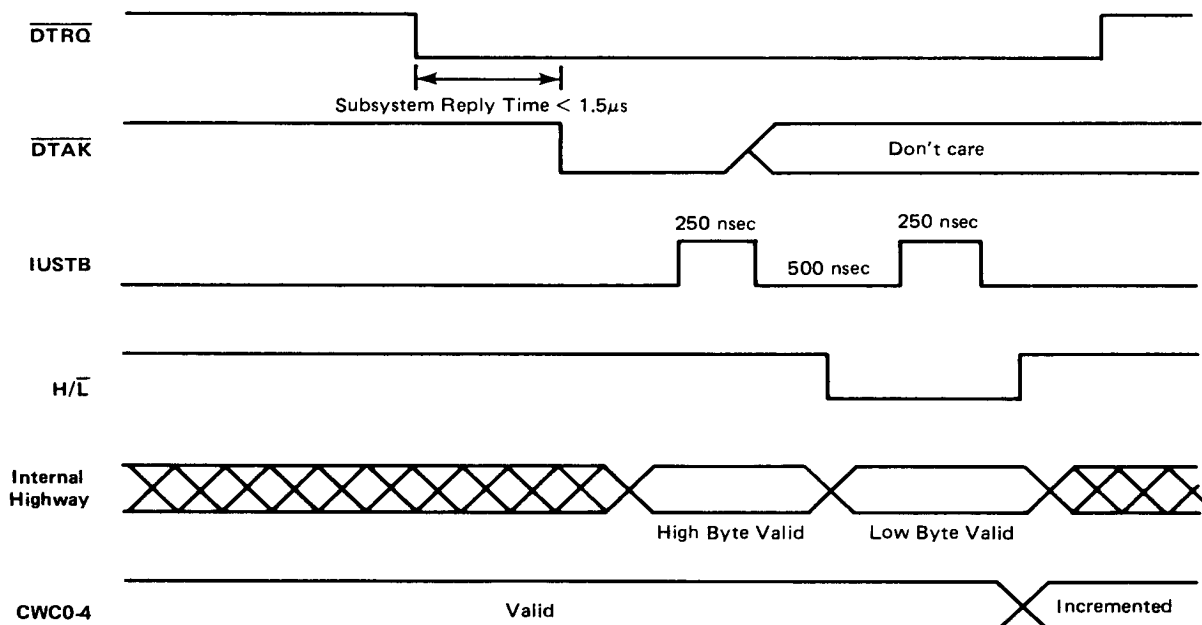 DTRQ
Subsystem Reply Time < 1.5μs
DTAK
Don't care
250 nsec
250 nsec
IUSTB
500 nsec
H/L
Internal
Highway
High Byte Valid
Low Byte Valid
CWC0-4
Valid
Incremented